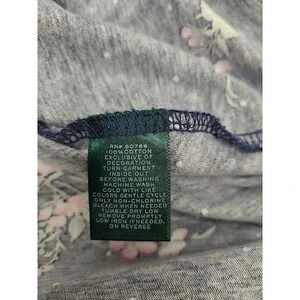 RN# 60766
100% COTTON
EXCLUSIVE OF
DECORATION
TURN GARMENT
INSIDE OUT
BEFORE WASHING
MACHINE WASH
COLD WITH LIKE
COLORS GENTLE CYCLE
ONLY NON-CHLORINE
BLEACH WHEN NEEDED
TUMBLE DRY LOW
REMOVE PROMPTLY
LOW IRON IF NEEDED.
ON REVERSE